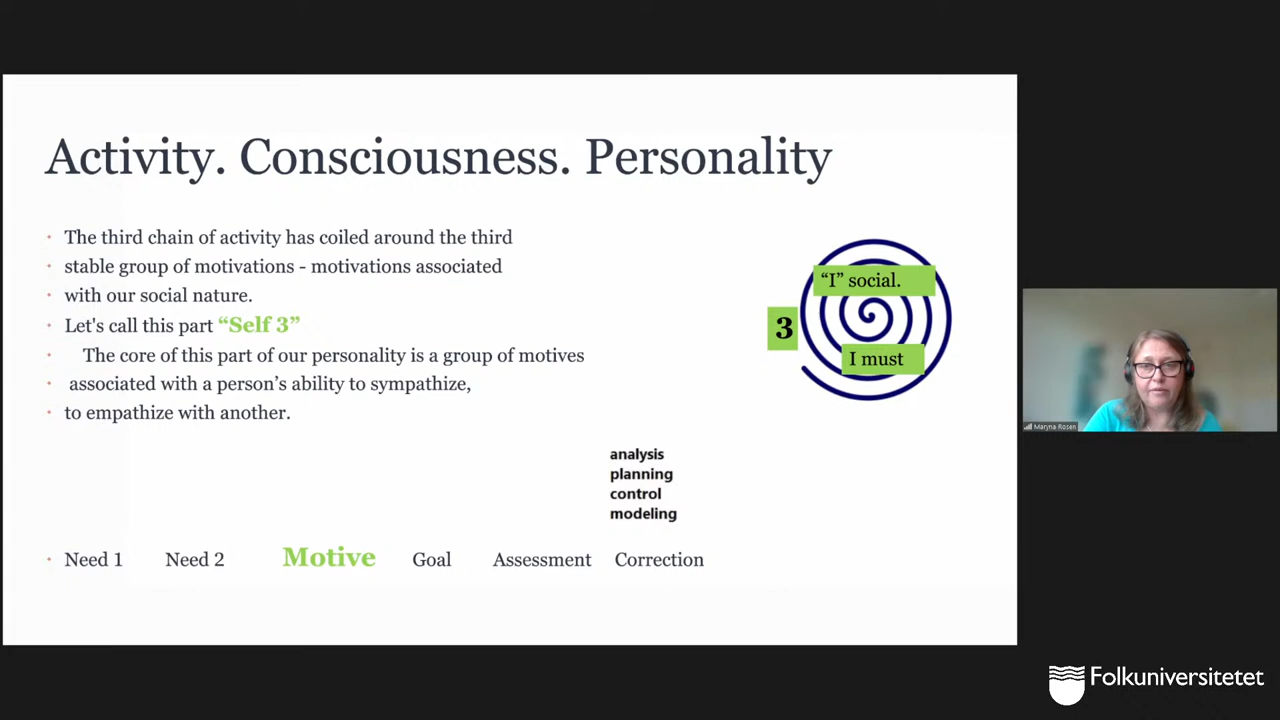 Activity. Consciousness. Personality
The third chain of activity has coiled around the third
stable group of motivations - motivations associated
with our social nature.
Let's call this part “Self 3”
The core of this part of our personality is a group of motives
associated with a person’s ability to sympathize,
to empathize with another.
“I” social.
3
I must
analysis
planning
control
modeling
Need 1 Need 2 Motive Goal Assessment Correction
Maryna Rosen
Folkuniversitetet